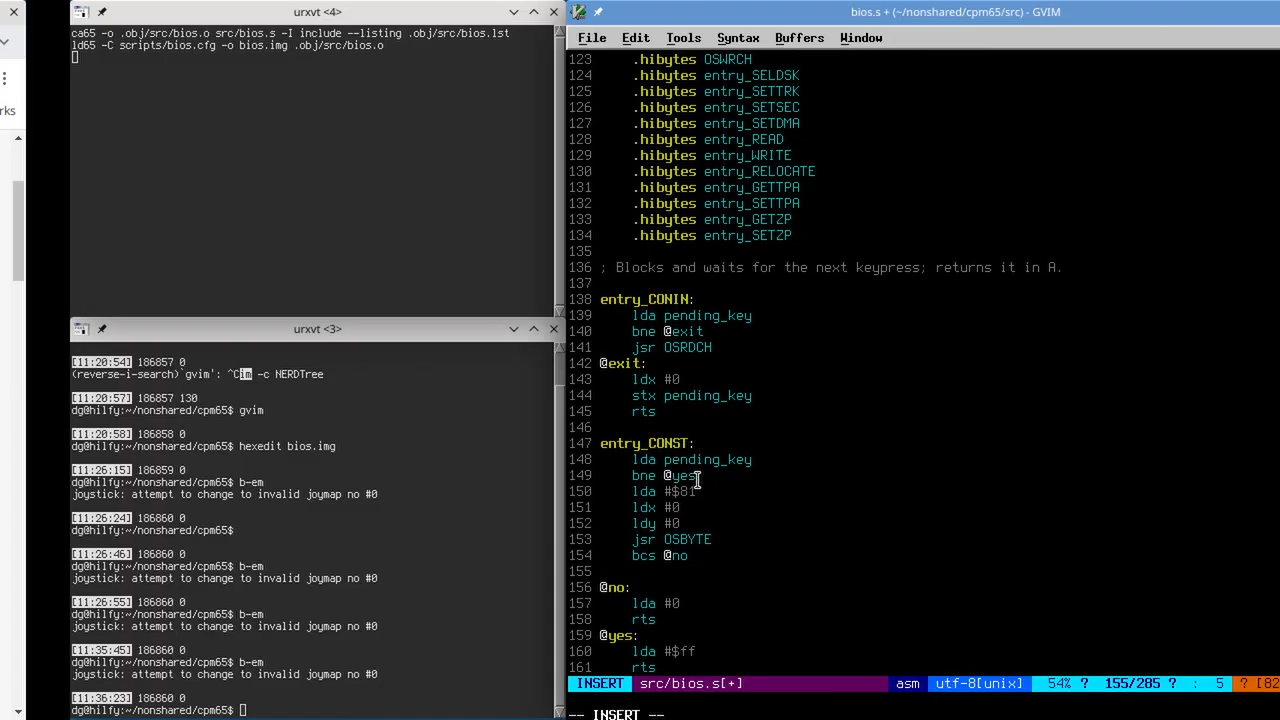 rks
urxvt <4>
ca65 -o .obj/src/bios.o src/bios.s -I include --listing .obj/src/bios.lst
ld65 -C scripts/bios.cfg -o bios.img .obj/src/bios.o
urxvt <3>
[11:20:54] 186857 0
(reverse-i-search)`gvim': ^Cim -c NERDTree
[11:20:57] 186857 130
dg@hilfy:~/nonshared/cpm65$ gvim
[11:20:58] 186858 0
dg@hilfy:~/nonshared/cpm65$ hexedit bios.img
[11:26:15] 186859 0
dg@hilfy:~/nonshared/cpm65$ b-em
joystick: attempt to change to invalid joymap no #0
[11:26:24] 186860 0
dg@hilfy:~/nonshared/cpm65$
[11:26:46] 186860 0
dg@hilfy:~/nonshared/cpm65$ b-em
joystick: attempt to change to invalid joymap no #0
[11:26:55] 186860 0
dg@hilfy:~/nonshared/cpm65$ b-em
joystick: attempt to change to invalid joymap no #0
[11:35:45] 186860 0
dg@hilfy:~/nonshared/cpm65$ b-em
joystick: attempt to change to invalid joymap no #0
[11:36:23] 186860 0
dg@hilfy:~/nonshared/cpm65$
bios.s + (~/nonshared/cpm65/src) - GVIM
File Edit Tools Syntax Buffers Window
123 .hibytes OSWRCH
124 .hibytes entry_SELDSK
125 .hibytes entry_SETTRK
126 .hibytes entry_SETSEC
127 .hibytes entry_SETDMA
128 .hibytes entry_READ
129 .hibytes entry_WRITE
130 .hibytes entry_RELOCATE
131 .hibytes entry_GETTPA
132 .hibytes entry_SETTPA
133 .hibytes entry_GETZP
134 .hibytes entry_SETZP
135
136 ; Blocks and waits for the next keypress; returns it in A.
137
138 entry_CONIN:
139 lda pending_key
140 bne @exit
141 jsr OSRDCH
142 @exit:
143 ldx #0
144 stx pending_key
145 rts
146
147 entry_CONST:
148 lda pending_key
149 bne @yes
150 lda #$81
151 ldx #0
152 ldy #0
153 jsr OSBYTE
154 bcs @no
155
156 @no:
157 lda #0
158 rts
159 @yes:
160 lda #$ff
161 rts
INSERT src/bios.s[+] asm utf-8[unix] 54% ? 155/285 ? : 5 ? [82
-- INSERT --